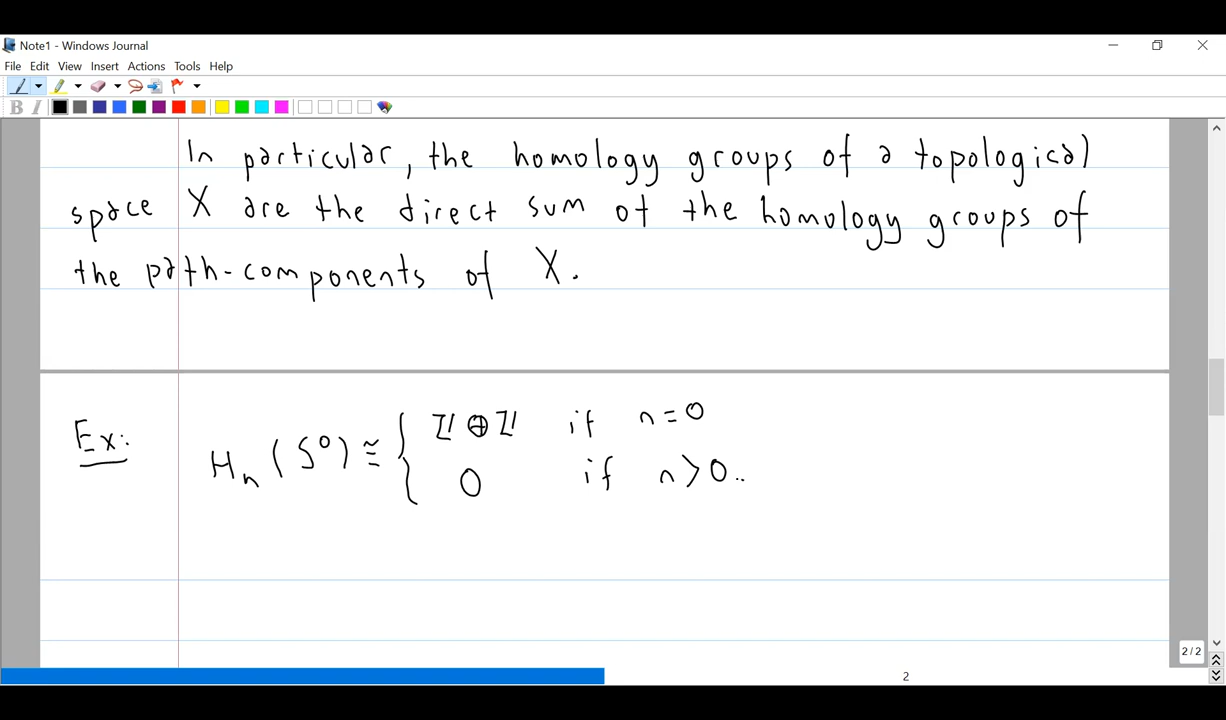 Note1 - Windows Journal
File Edit View Insert Actions Tools Help
B I
In particular, the homology groups of a topological
space X are the direct sum of the homology groups of
the path-components of X.
Ex: Hₙ(S⁰) ≅ { ℤ ⊕ ℤ if n = 0
0 if n > 0..
2 / 2
2